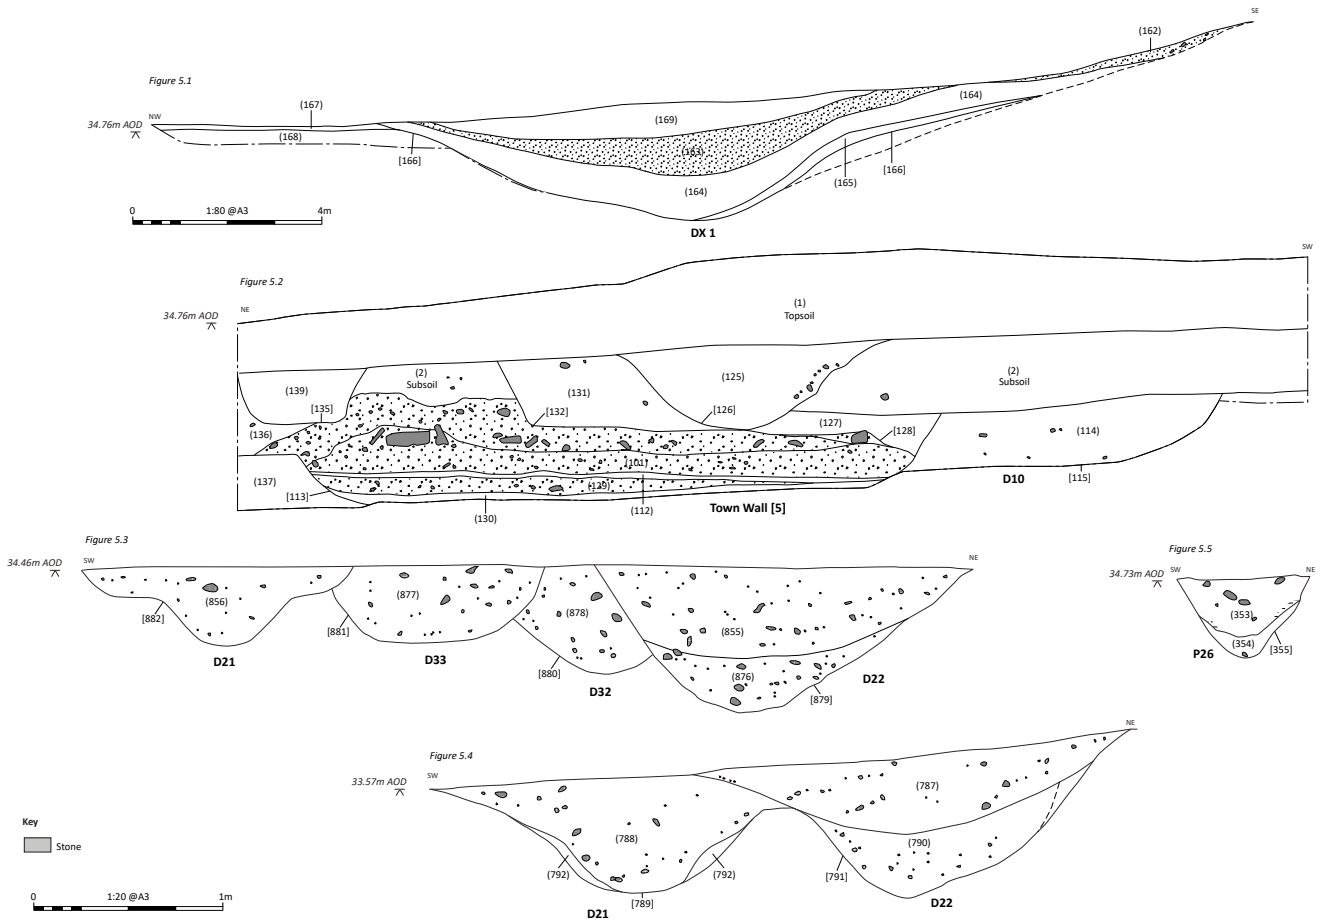 SE
(162)
Figure 5.1
NW
34.76m AOD
(167)
(168)
[166]
(169)
(163)
(164)
(164)
(165)
[166]
0 1:80 @A3 4m
DX 1
SW
Figure 5.2
NE
34.76m AOD
(1)
Topsoil
(2)
Subsoil
(139)
(131)
(125)
(2)
Subsoil
[135]
[132]
[126]
(127)
[128]
(136)
(114)
(101)
(137)
[113]
(129)
D10
[115]
(130)
(112)
Town Wall [5]
Figure 5.3
34.46m AOD
SW
NE
(856)
(877)
(878)
(855)
[882]
[881]
D21
D33
[880]
(876)
D32
[879]
D22
Figure 5.5
SW
NE
34.73m AOD
(353)
(354)
[355]
P26
Figure 5.4
SW
NE
33.57m AOD
(787)
(788)
(790)
(792)
(792)
[791]
[789]
D21
D22
Key
Stone
0 1:20 @A3 1m